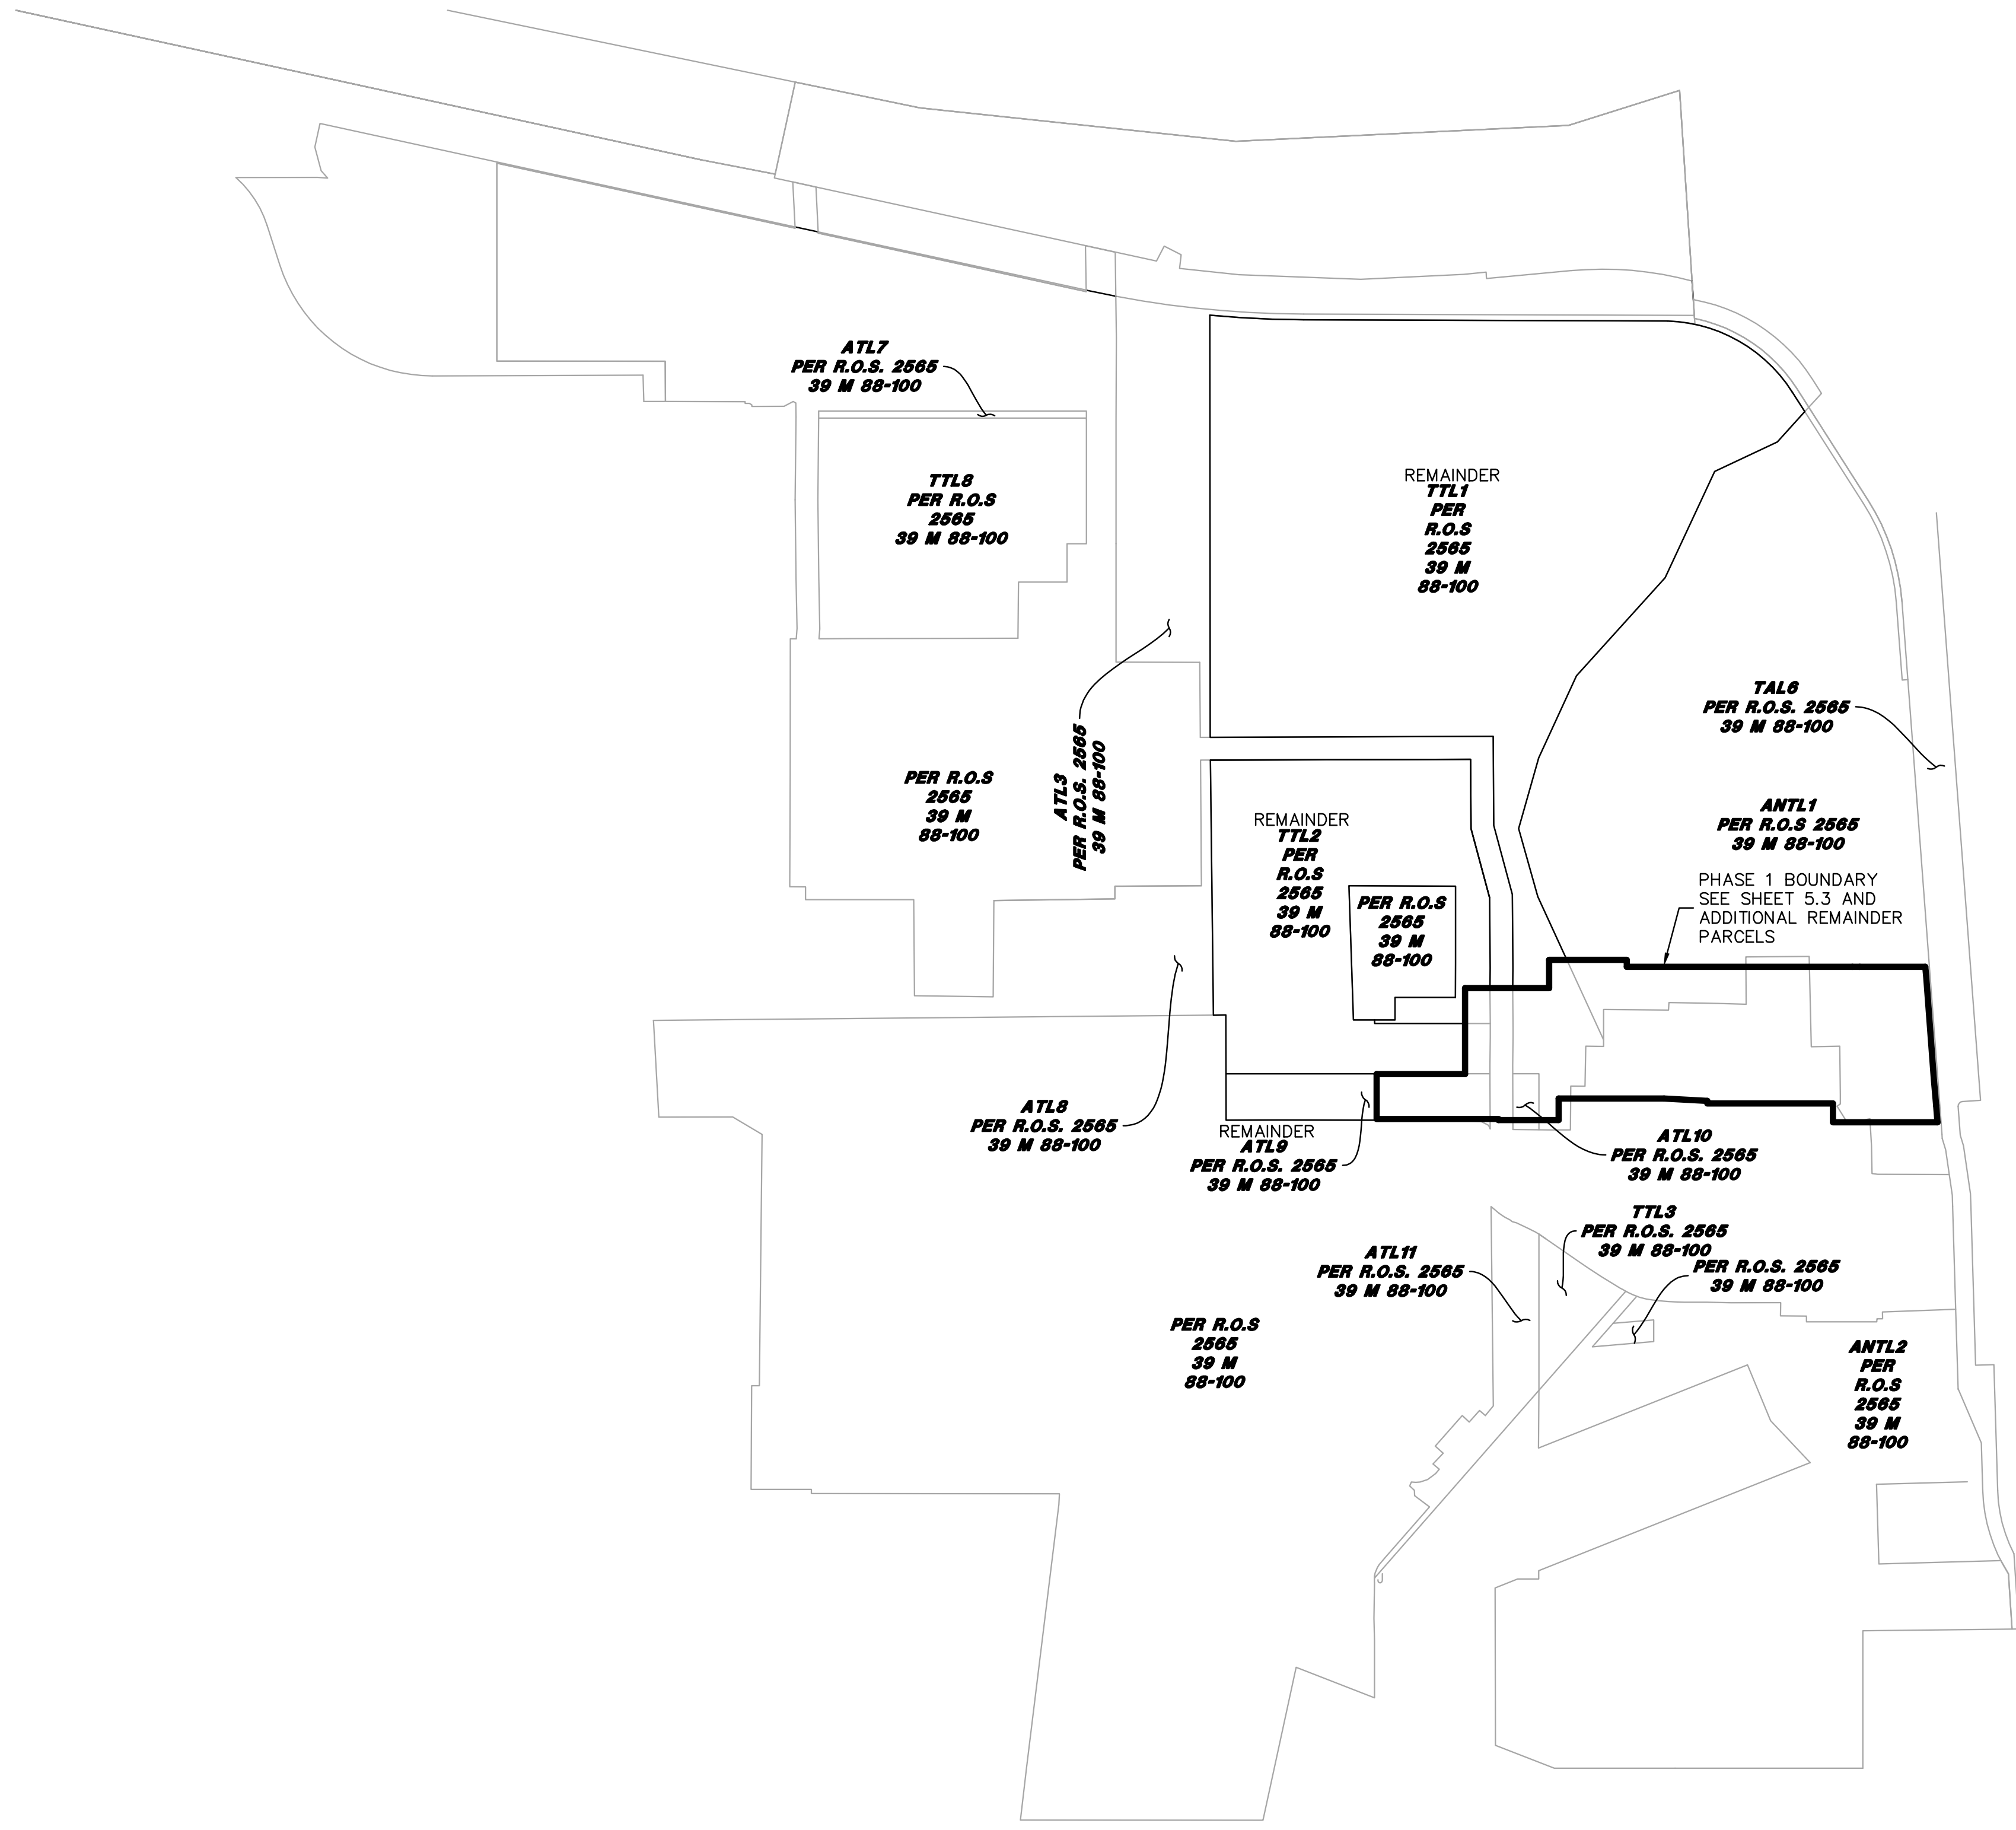 ATL7
PER R.O.S. 2565
39 M 88-100
TTL8
PER R.O.S
2565
39 M 88-100
REMAINDER
TTL1
PER
R.O.S
2565
39 M
88-100
TAL6
PER R.O.S. 2565
39 M 88-100
PER R.O.S
2565
39 M
88-100
ATL3
PER R.O.S. 2565
39 M 88-100
REMAINDER
TTL2
PER
R.O.S
2565
39 M
88-100
PER R.O.S
2565
39 M
88-100
ANTL1
PER R.O.S 2565
39 M 88-100
PHASE 1 BOUNDARY
SEE SHEET 5.3 AND
ADDITIONAL REMAINDER
PARCELS
ATL8
PER R.O.S. 2565
39 M 88-100
REMAINDER
ATL9
PER R.O.S. 2565
39 M 88-100
ATL10
PER R.O.S. 2565
39 M 88-100
TTL3
PER R.O.S. 2565
39 M 88-100
PER R.O.S. 2565
39 M 88-100
ATL11
PER R.O.S. 2565
39 M 88-100
PER R.O.S
2565
39 M
88-100
ANTL2
PER
R.O.S
2565
39 M
88-100